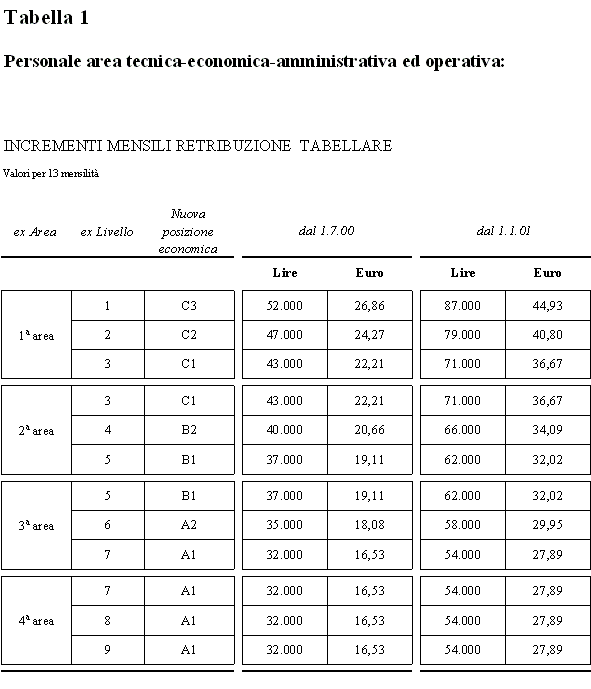 Tabella 1
Personale area tecnica-economica-amministrativa ed operativa:
INCREMENTI MENSILI RETRIBUZIONE TABELLARE
Valori per 13 mensilità
ex Area ex Livello Nuova posizione economica dal 1.7.00 dal 1.1.01
Lire Euro Lire Euro
1ª area
1 C3 52.000 26,86 87.000 44,93
2 C2 47.000 24,27 79.000 40,80
3 C1 43.000 22,21 71.000 36,67
2ª area
3 C1 43.000 22,21 71.000 36,67
4 B2 40.000 20,66 66.000 34,09
5 B1 37.000 19,11 62.000 32,02
3ª area
5 B1 37.000 19,11 62.000 32,02
6 A2 35.000 18,08 58.000 29,95
7 A1 32.000 16,53 54.000 27,89
4ª area
7 A1 32.000 16,53 54.000 27,89
8 A1 32.000 16,53 54.000 27,89
9 A1 32.000 16,53 54.000 27,89